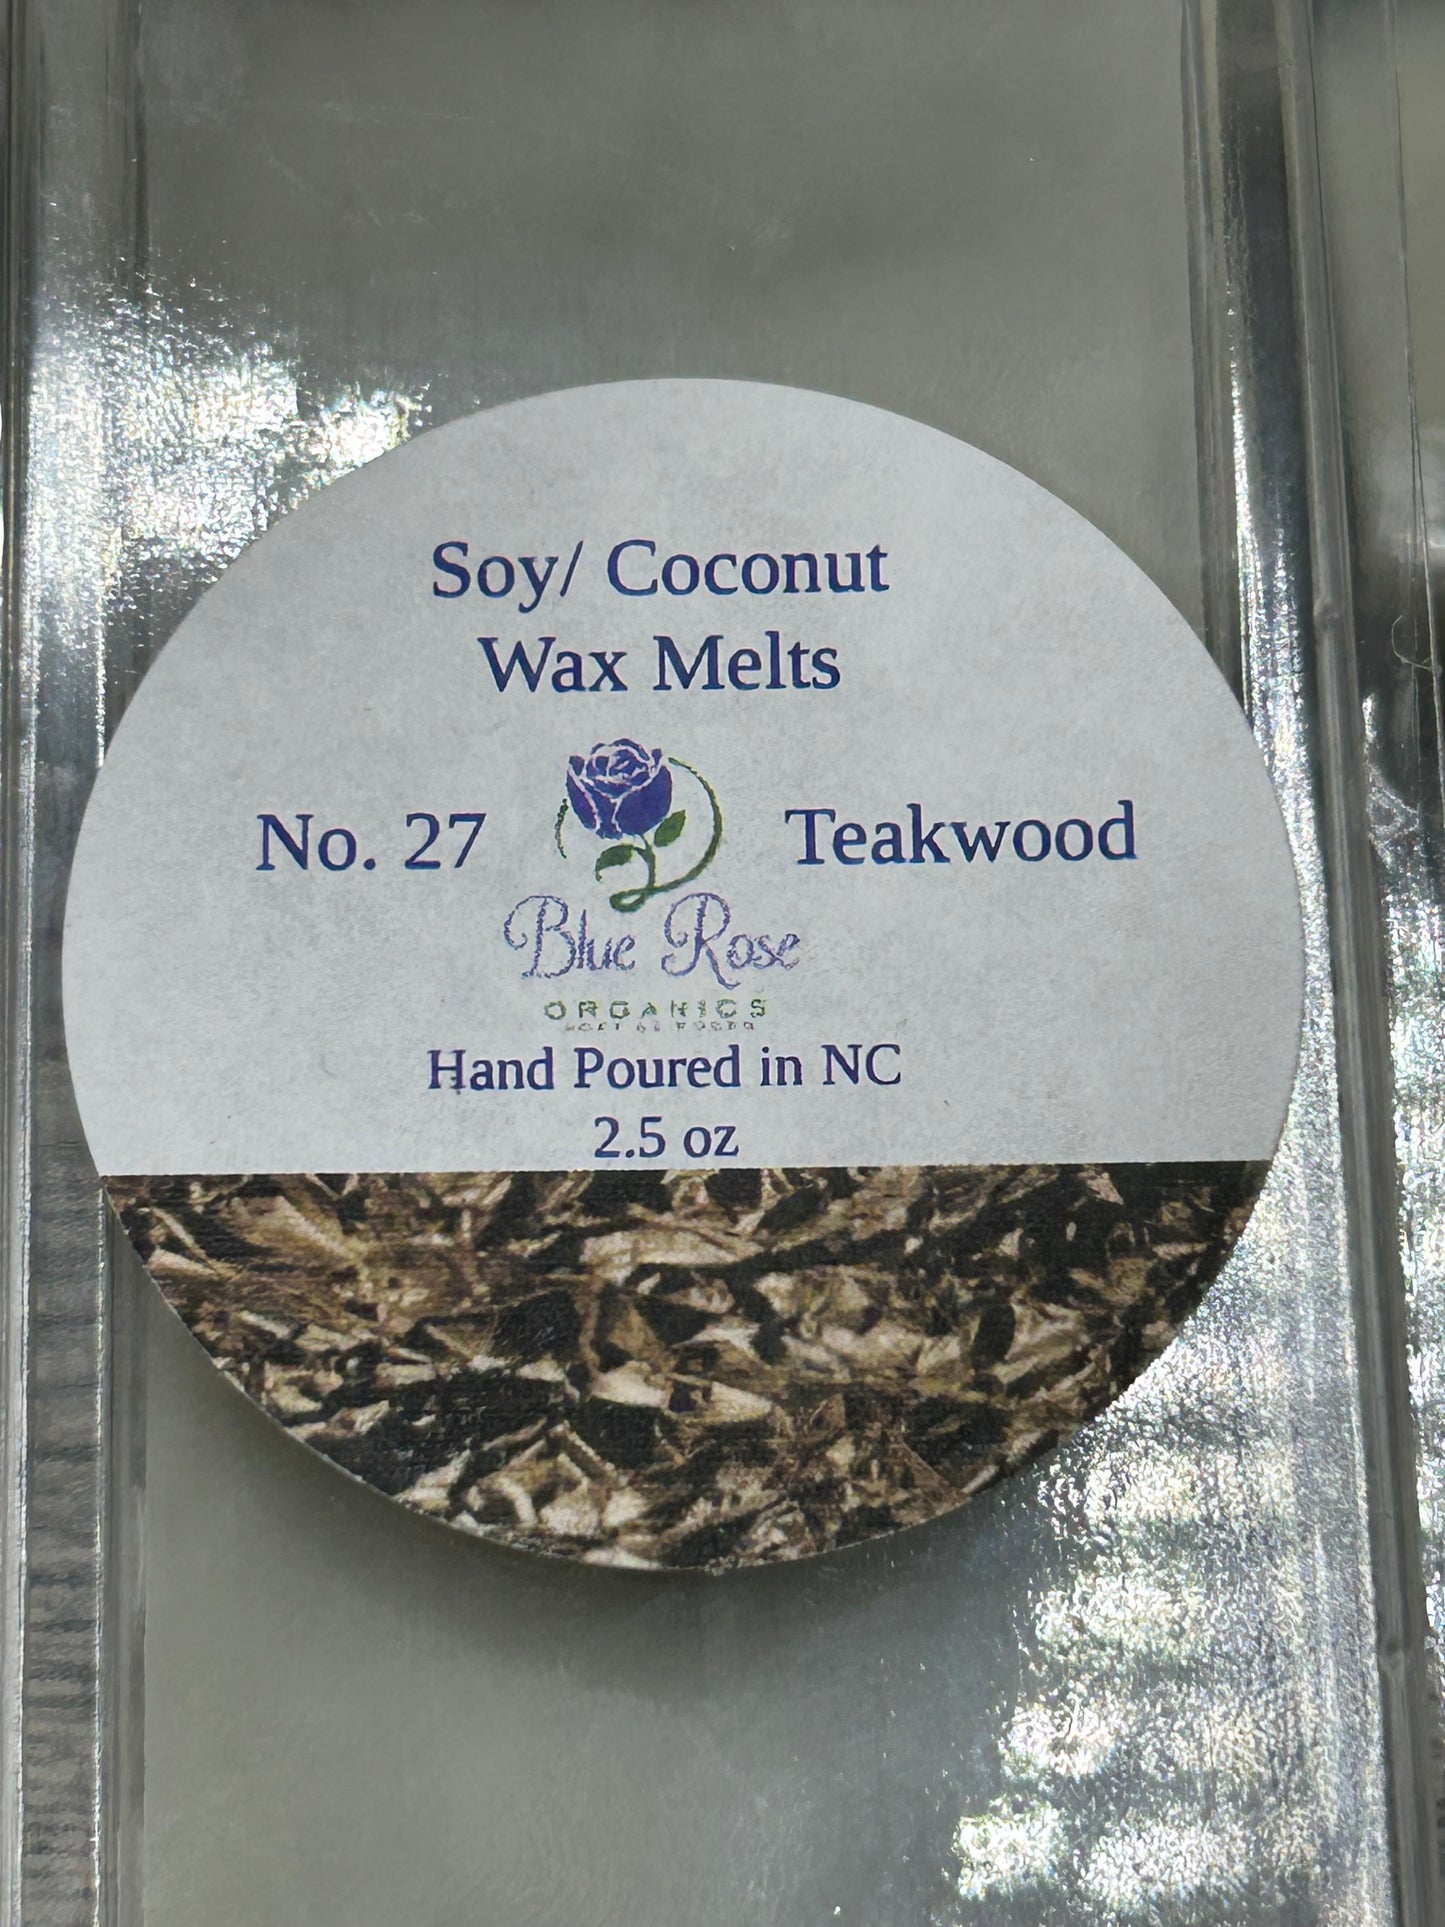 Soy/ Coconut
Wax Melts
No. 27 Teakwood
Blue Rose
ORGANICS
Hand Poured in NC
2.5 oz